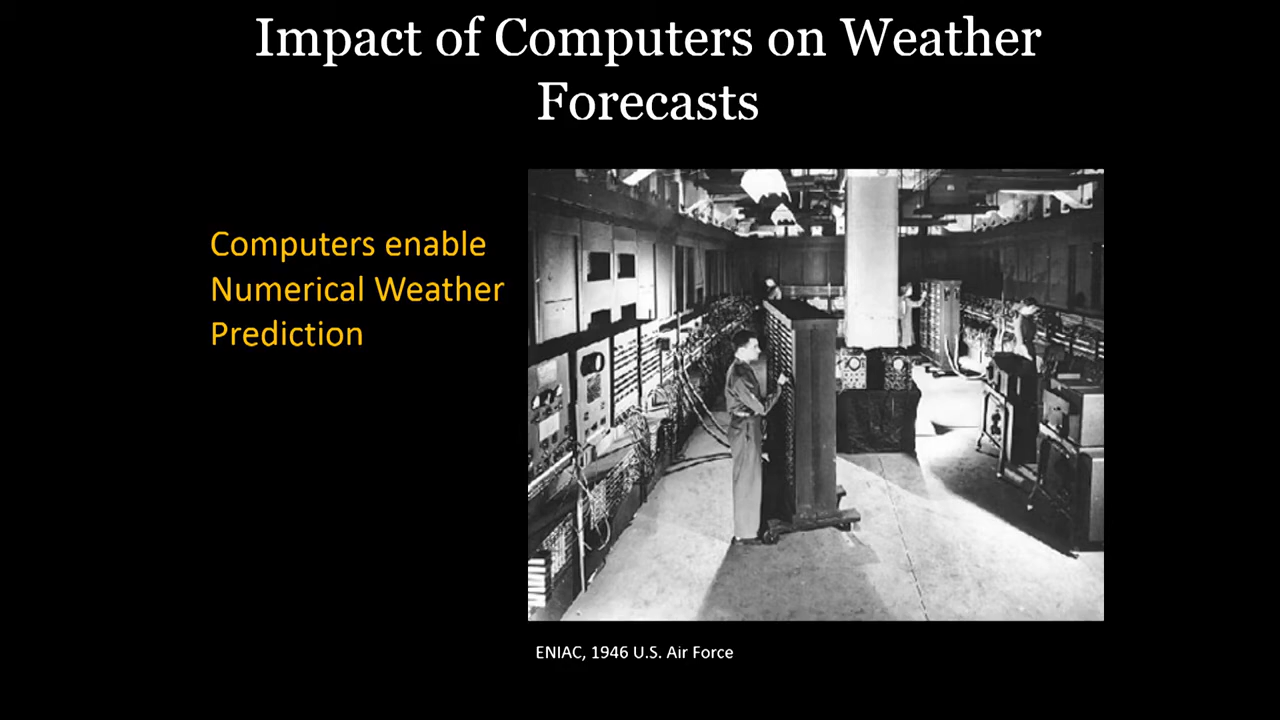 Impact of Computers on Weather
Forecasts
Computers enable
Numerical Weather
Prediction
ENIAC, 1946 U.S. Air Force